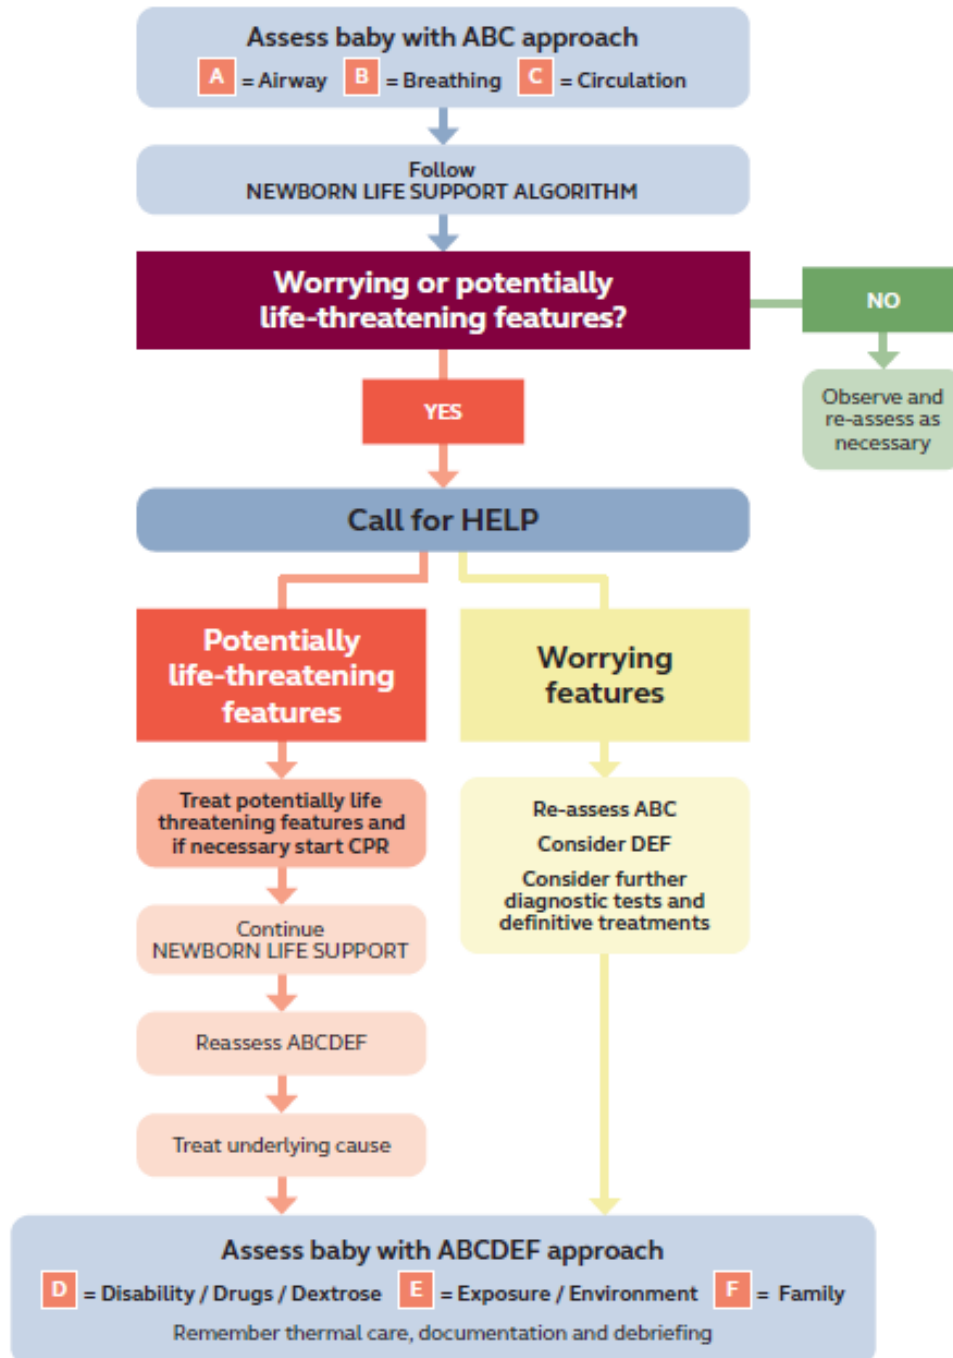 Assess baby with ABC approach
A = Airway B = Breathing C = Circulation
Follow
NEWBORN LIFE SUPPORT ALGORITHM
Worrying or potentially
life-threatening features?
NO
YES
Observe and
re-assess as
necessary
Call for HELP
Potentially
life-threatening
features
Worrying
features
Treat potentially life
threatening features and
if necessary start CPR
Re-assess ABC
Consider DEF
Consider further
diagnostic tests and
definitive treatments
Continue
NEWBORN LIFE SUPPORT
Reassess ABCDEF
Treat underlying cause
Assess baby with ABCDEF approach
D = Disability / Drugs / Dextrose E = Exposure / Environment F = Family
Remember thermal care, documentation and debriefing